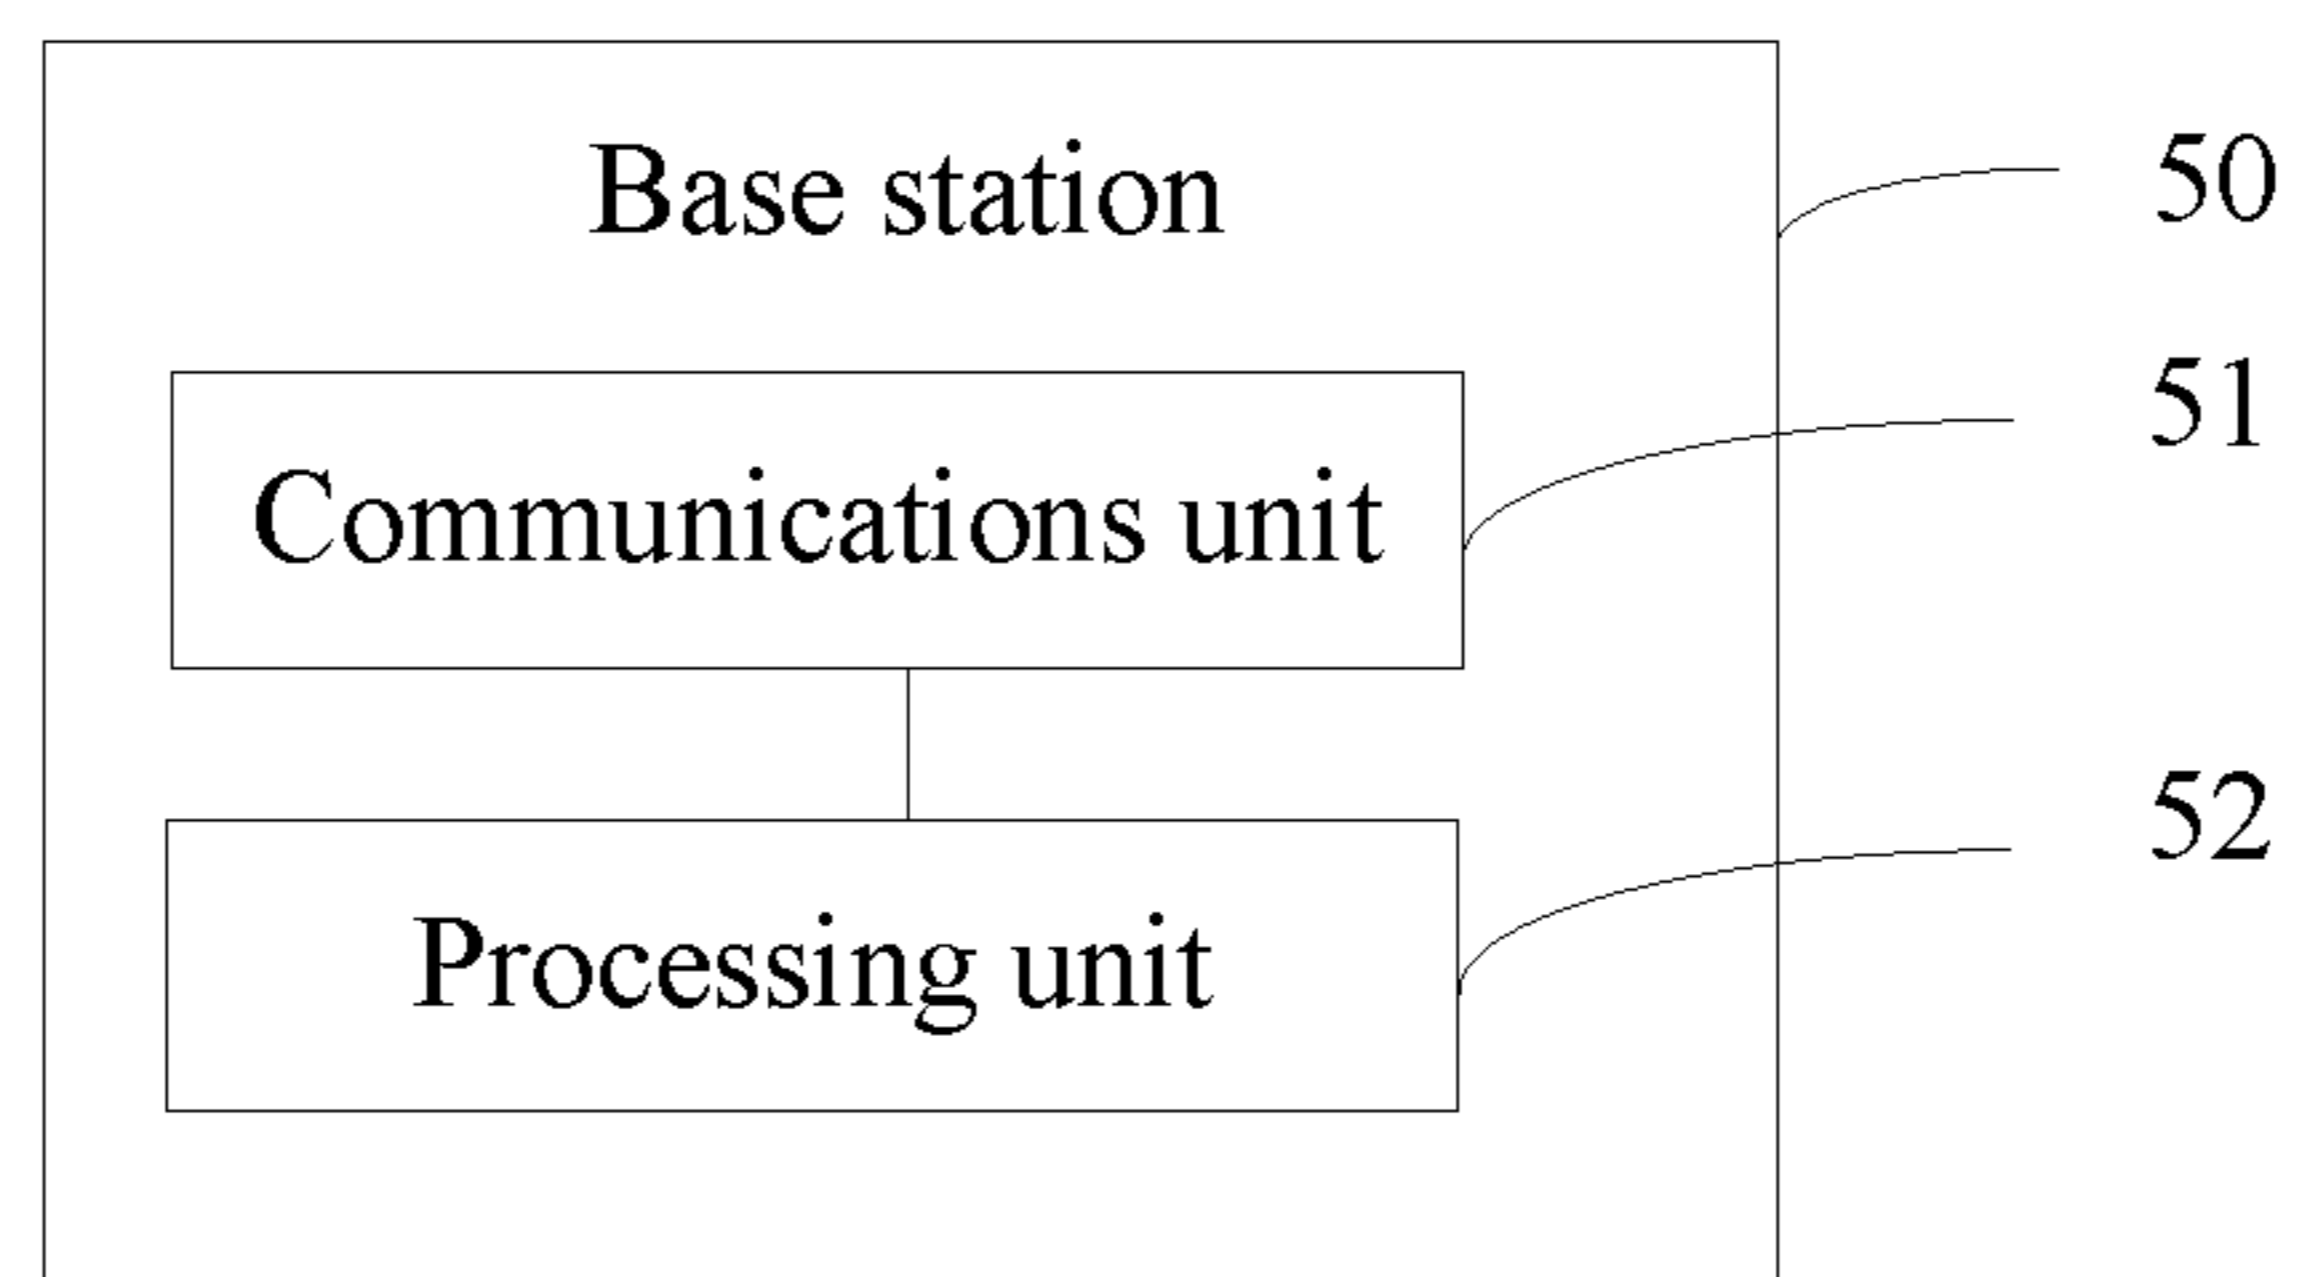 Base station
50
51
Communications unit
52
Processing unit